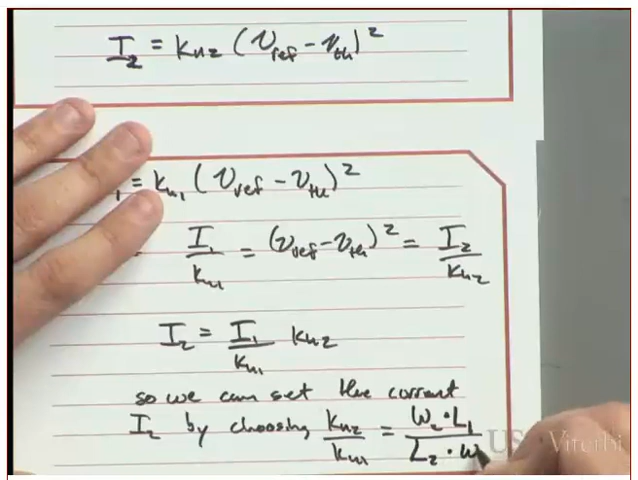 I₂ = Kn₂ (Vref - Vth)²
₁ = Kn₁ (Vref - Vth)²
I₁/Kn₁ = (Vref - Vth)² = I₂/Kn₂
I₂ = I₁/Kn₁ Kn₂
so we can set the current
I₂ by choosing Kn₂/Kn₁ = W₂·L₁/L₂·W
USC Viterbi